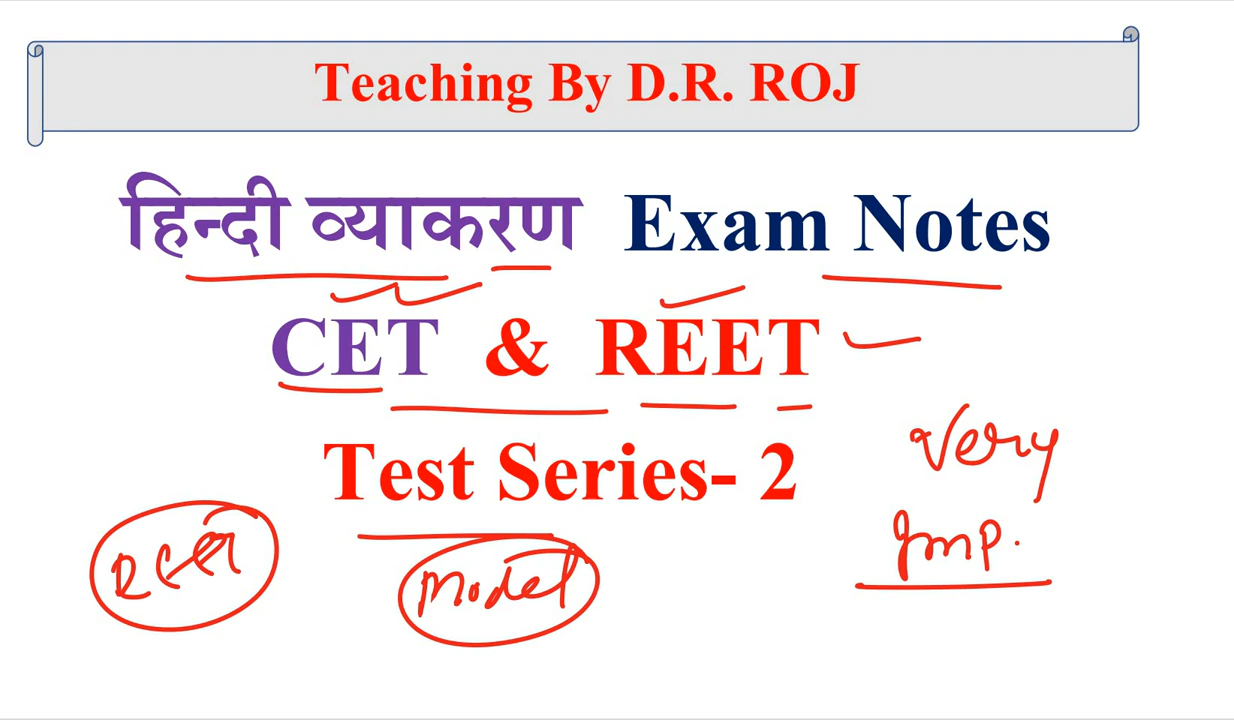 Teaching By D.R. ROJ
हिन्दी व्याकरण Exam Notes
CET & REET
Test Series- 2
Very
Imp.
Model